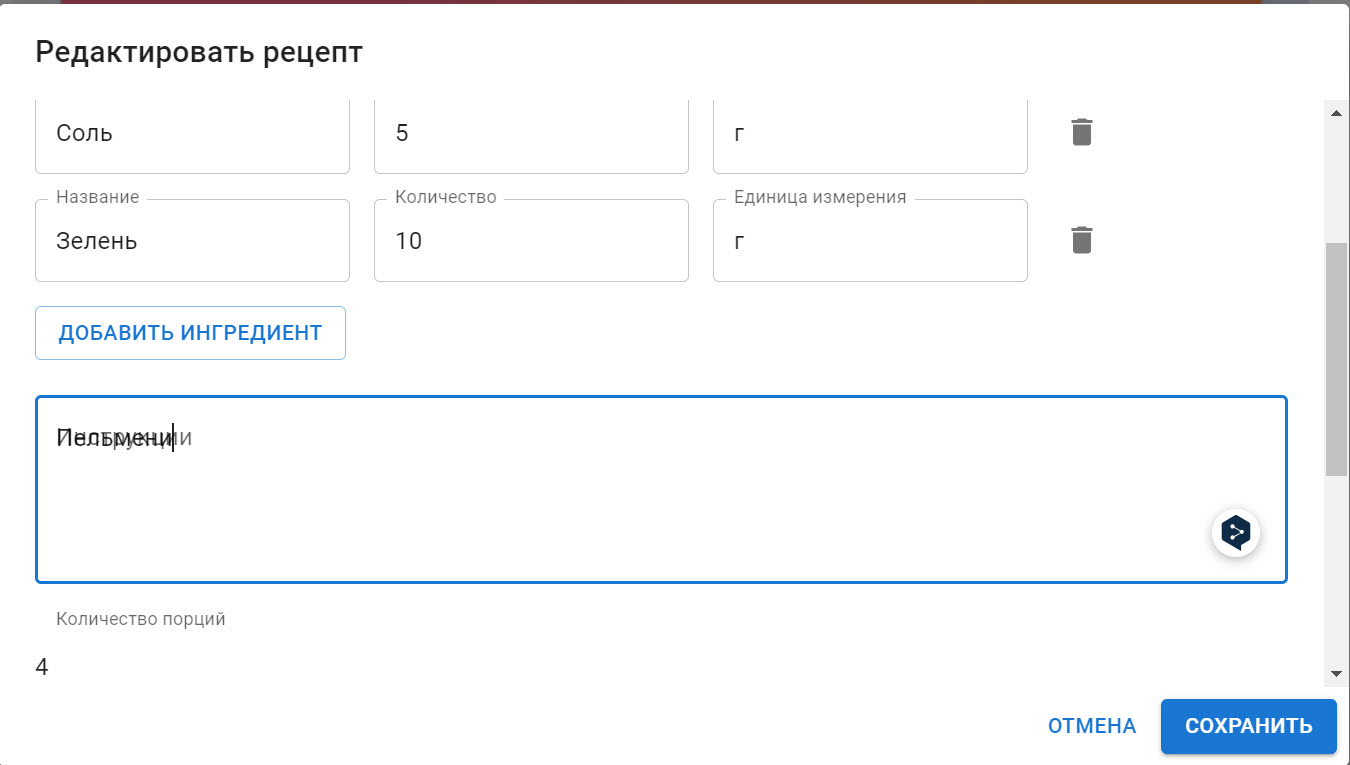 Редактировать рецепт
Соль 5 г
Название Количество Единица измерения
Зелень 10 г
ДОБАВИТЬ ИНГРЕДИЕНТ
Инструкции
Пельмени
Количество порций
4
ОТМЕНА СОХРАНИТЬ